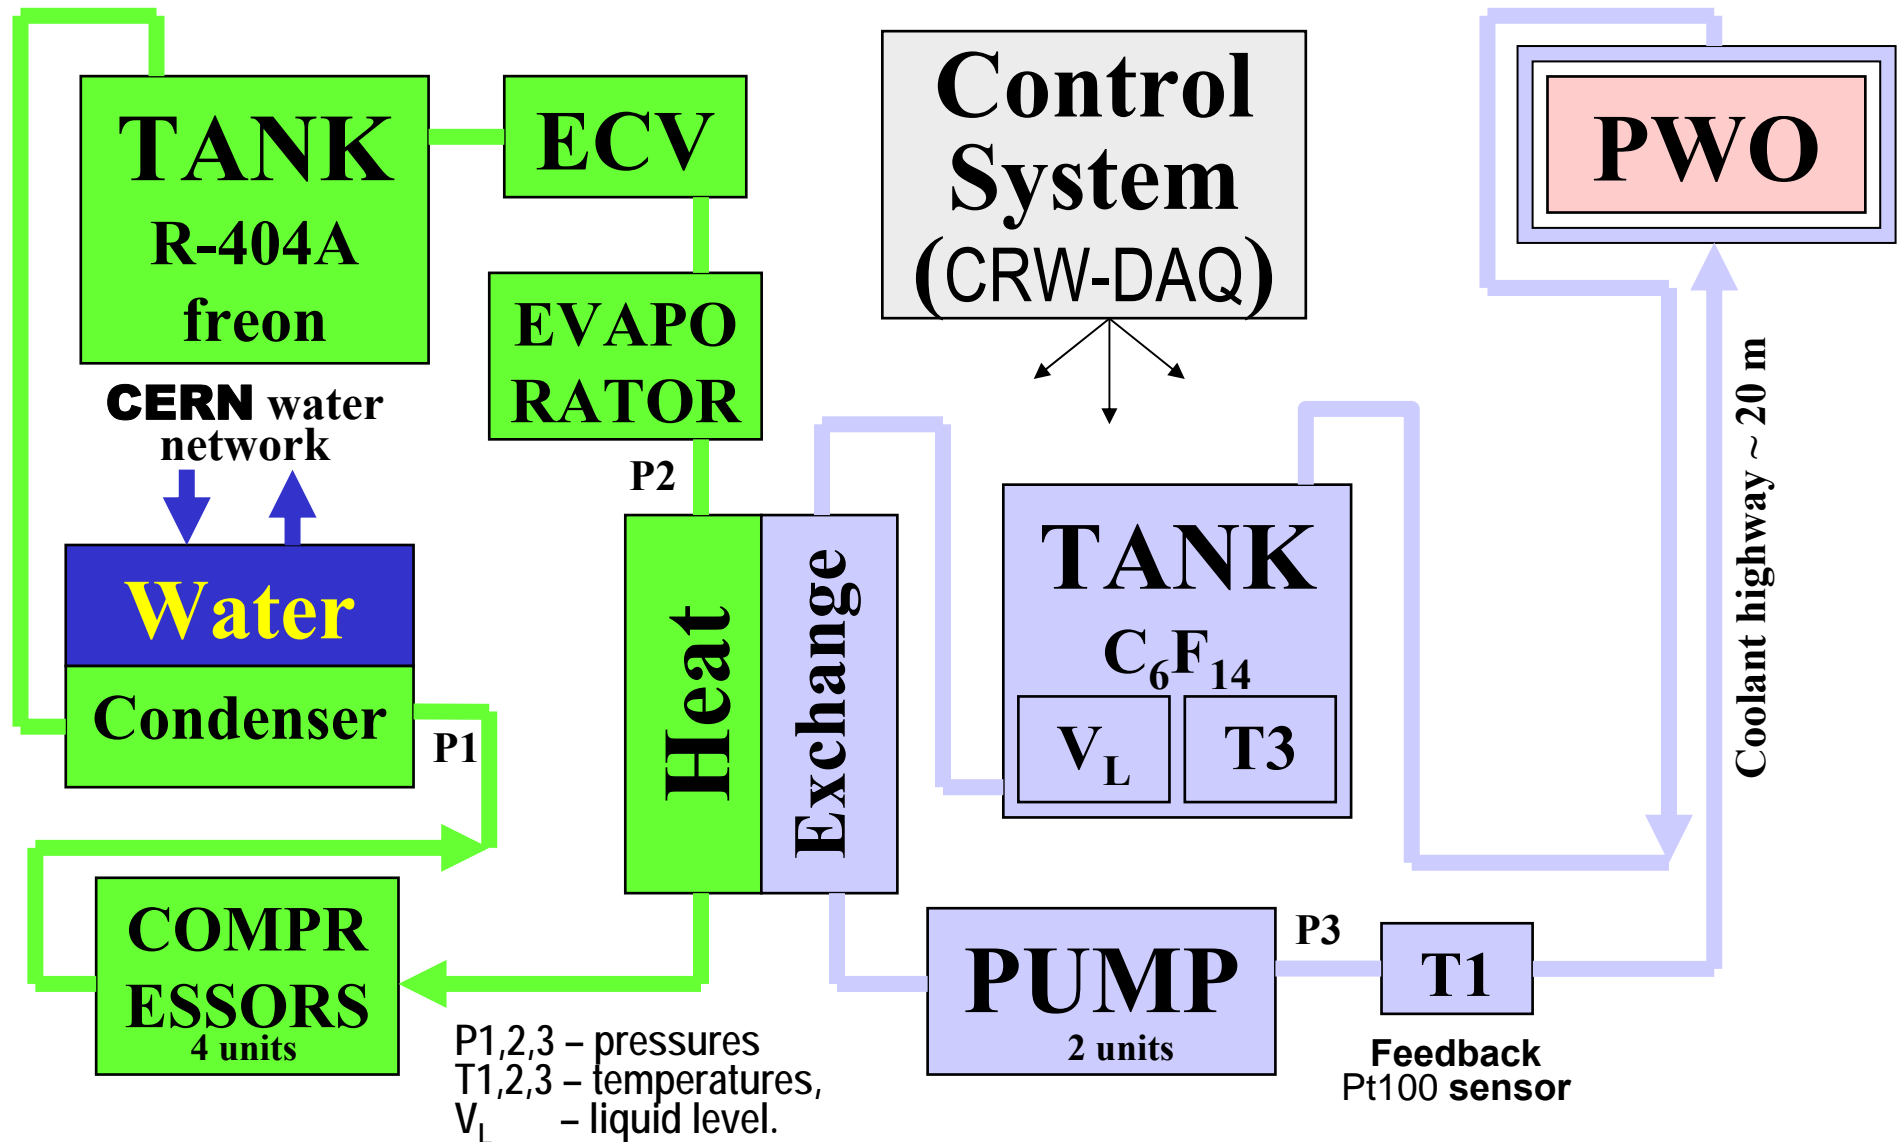 TANK
R-404A
freon
ECV
Control
System
(CRW-DAQ)
PWO
EVAPO
RATOR
CERN water
network
P2
Water
Condenser
P1
Heat
Exchange
TANK
C₆F₁₄
V_L
T3
Coolant highway ~ 20 m
COMPR
ESSORS
4 units
PUMP
2 units
P3
T1
Feedback
Pt100 sensor
P1,2,3 – pressures
T1,2,3 – temperatures,
V_L – liquid level.